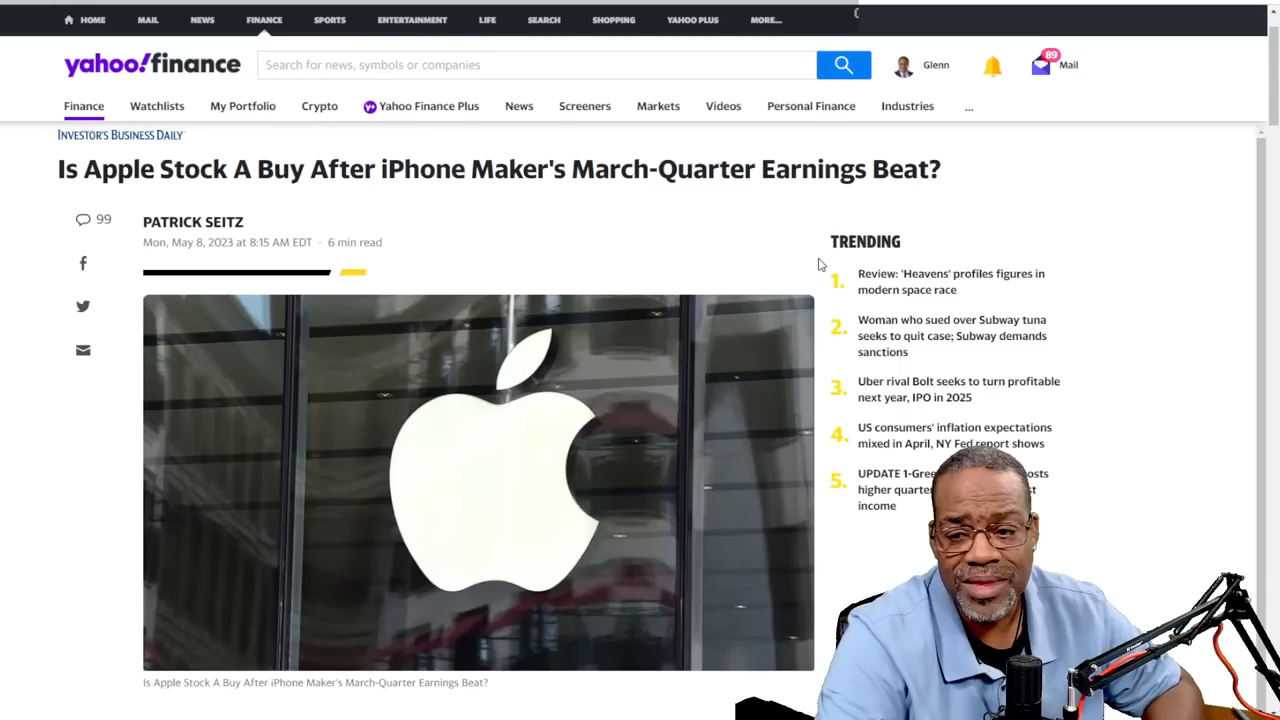 HOME MAIL NEWS FINANCE SPORTS ENTERTAINMENT LIFE SEARCH SHOPPING YAHOO PLUS MORE...
yahoo!finance Search for news, symbols or companies Glenn 89 Mail
Finance Watchlists My Portfolio Crypto Y+ Yahoo Finance Plus News Screeners Markets Videos Personal Finance Industries ...
INVESTOR'S BUSINESS DAILY
Is Apple Stock A Buy After iPhone Maker's March-Quarter Earnings Beat?
99
PATRICK SEITZ
Mon, May 8, 2023 at 8:15 AM EDT · 6 min read
TRENDING
1. Review: 'Heavens' profiles figures in
modern space race
2. Woman who sued over Subway tuna
seeks to quit case; Subway demands
sanctions
3. Uber rival Bolt seeks to turn profitable
next year, IPO in 2025
4. US consumers' inflation expectations
mixed in April, NY Fed report shows
5. UPDATE
higher
income
Is Apple Stock A Buy After iPhone Maker's March-Quarter Earnings Beat?